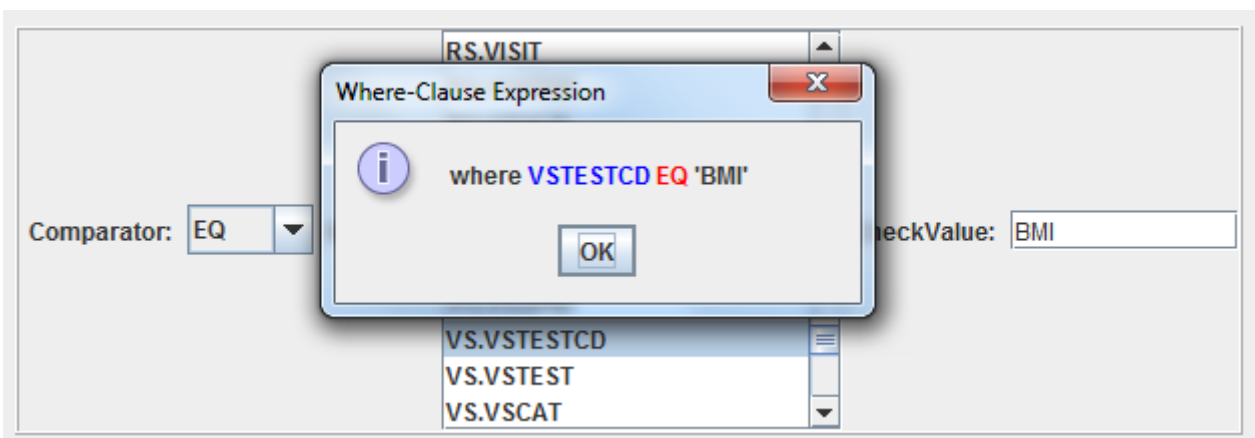 RS.VISIT
Where-Clause Expression
where VSTESTCD EQ 'BMI'
Comparator: EQ
heckValue: BMI
OK
VS.VSTESTCD
VS.VSTEST
VS.VSCAT